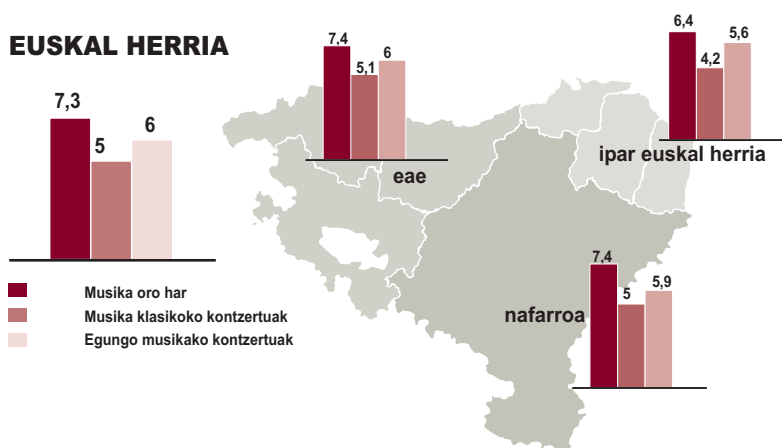 EUSKAL HERRIA
7,3
5
6
Musika oro har
Musika klasikoko kontzertuak
Egungo musikako kontzertuak
7,4
5,1
6
eae
6,4
4,2
5,6
ipar euskal herria
7,4
5
5,9
nafarroa